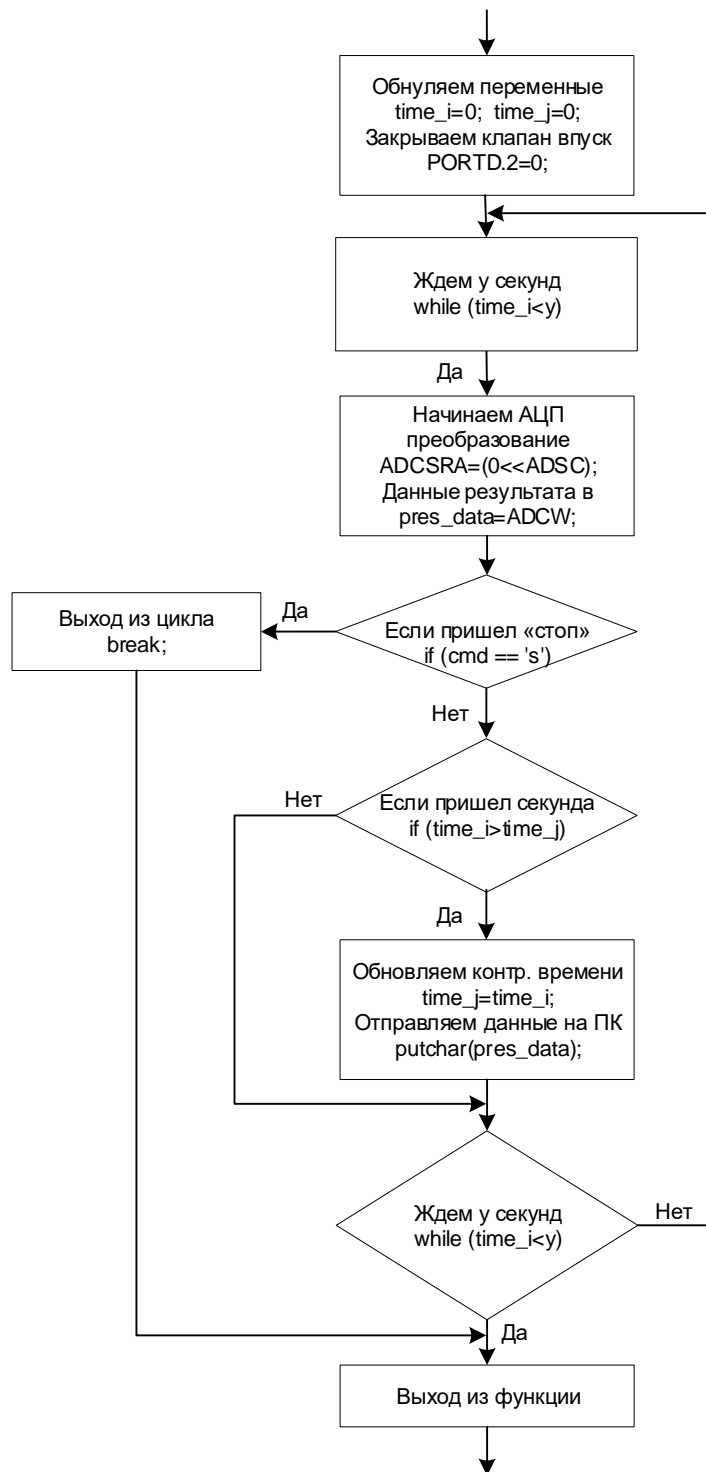 Обнуляем переменные
time_i=0; time_j=0;
Закрываем клапан впуск
PORTD.2=0;
Ждем у секунд
while (time_i<y)
Да
Начинаем АЦП
преобразование
ADCSRA=(0<<ADSC);
Данные результата в
pres_data=ADCW;
Выход из цикла
break;
Да
Если пришел «стоп»
if (cmd == 's')
Нет
Нет
Если пришел секунда
if (time_i>time_j)
Да
Обновляем контр. времени
time_j=time_i;
Отправляем данные на ПК
putchar(pres_data);
Ждем у секунд
while (time_i<y)
Нет
Да
Выход из функции